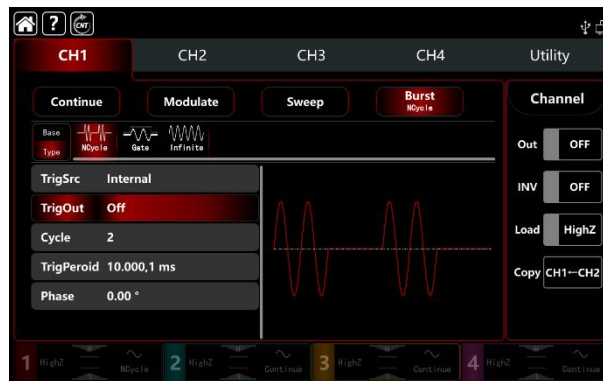 ? CNT
CH1 CH2 CH3 CH4 Utility
Continue Modulate Sweep Burst
NCycle
Channel
Base
Type
NCycle Gate Infinite
Out OFF
TrigSrc Internal
INV OFF
TrigOut Off
Load HighZ
Cycle 2
TrigPeroid 10.000,1 ms
Copy CH1←CH2
Phase 0.00 °
1 HighZ NCycle 2 HighZ Continue 3 HighZ Continue 4 HighZ Continue